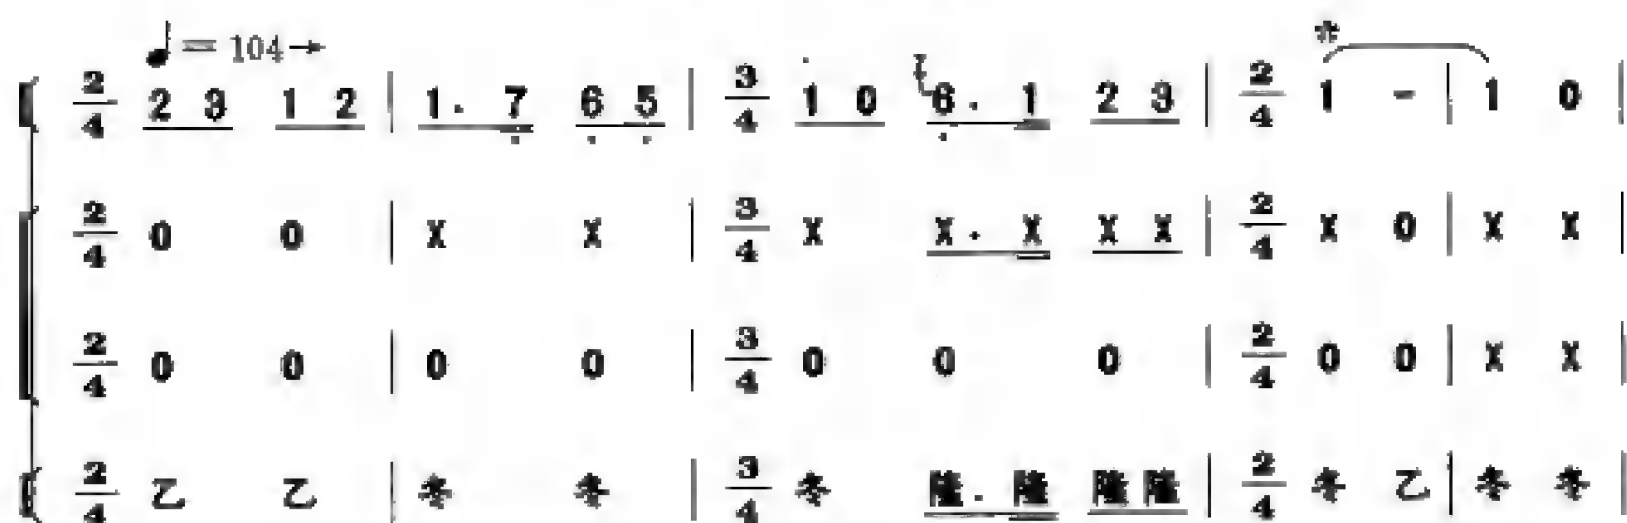 ♩= 104→
2/4 2 3 1 2 | 1. 7 6 5 | 3/4 1 0 6. 1 2 3 | 2/4 1 - | 1 0 |
2/4 0 0 | X X | 3/4 X X. X X X | 2/4 X 0 | X X |
2/4 0 0 | 0 0 | 3/4 0 0 0 | 2/4 0 0 | X X |
2/4 乙 乙 | 冬 冬 | 3/4 冬 隆. 隆 隆 隆 | 2/4 冬 乙 | 冬 冬 |